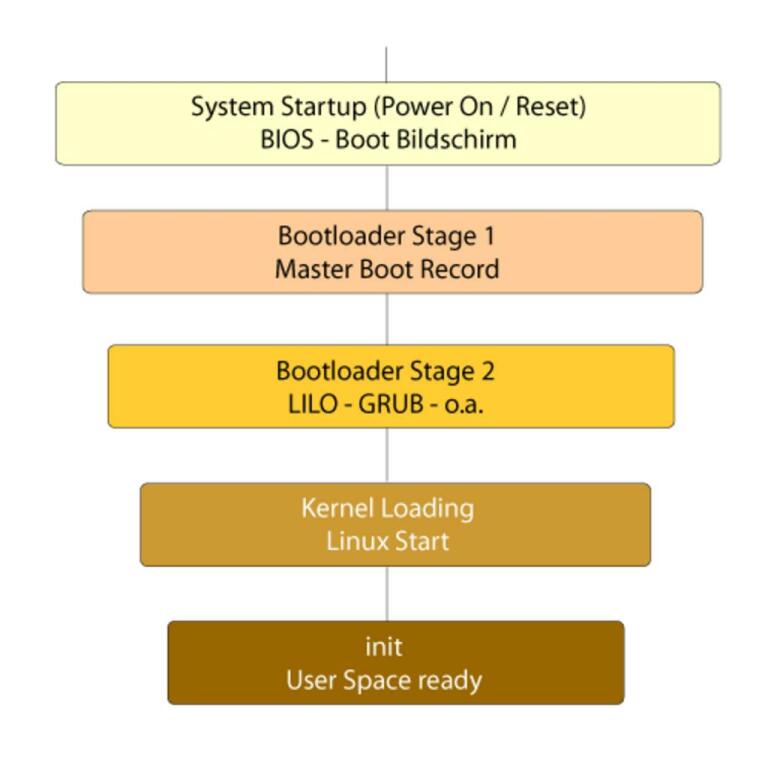 System Startup (Power On / Reset)
BIOS - Boot Bildschirm
Bootloader Stage 1
Master Boot Record
Bootloader Stage 2
LILO - GRUB - o.a.
Kernel Loading
Linux Start
init
User Space ready